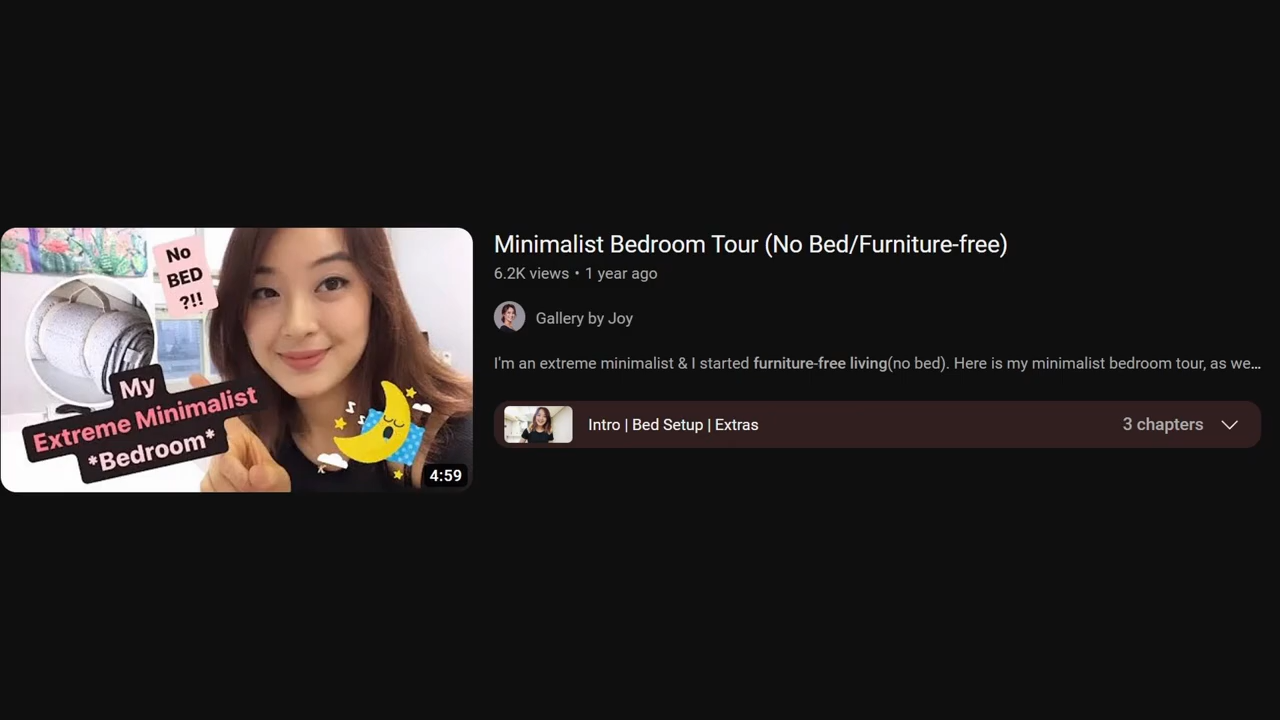 No
BED
?!!
My
Extreme Minimalist
*Bedroom*
4:59
Minimalist Bedroom Tour (No Bed/Furniture-free)
6.2K views • 1 year ago
Gallery by Joy
I'm an extreme minimalist & I started furniture-free living(no bed). Here is my minimalist bedroom tour, as we...
Intro | Bed Setup | Extras
3 chapters